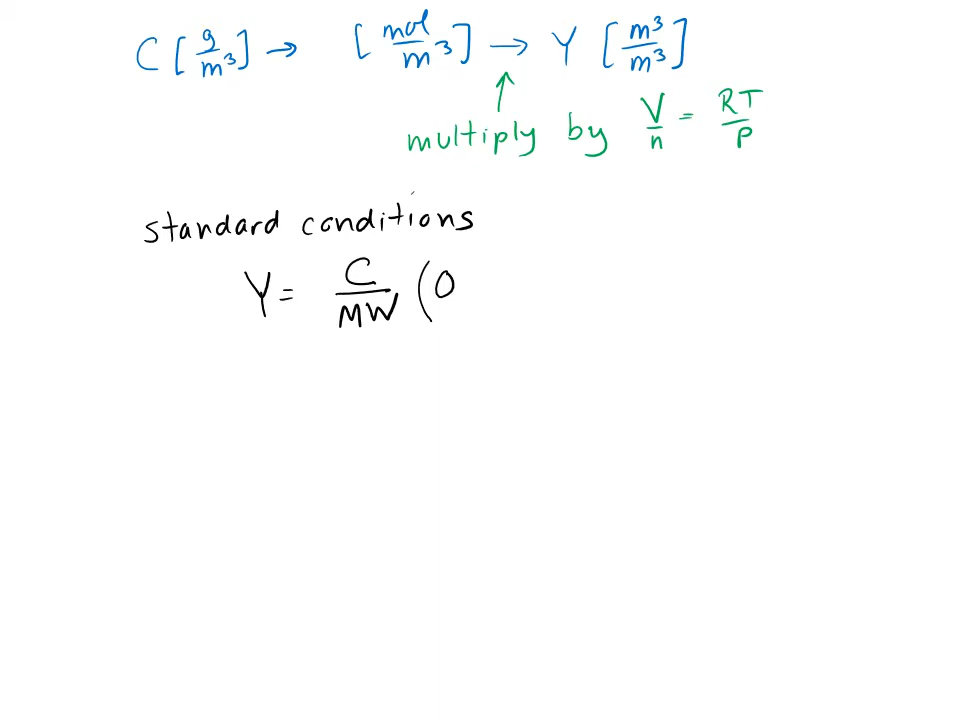 C [g/m³] → [mol/m³] → Y [m³/m³]
↑
multiply by V/n = RT/P
standard conditions
Y = C/MW (0